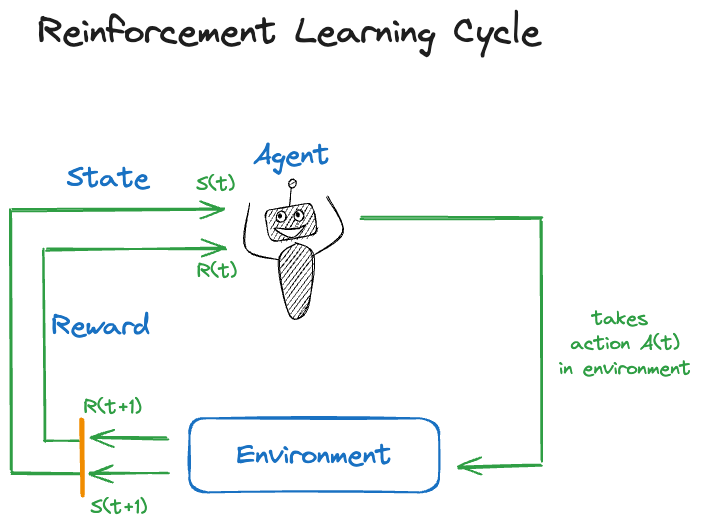 Reinforcement Learning Cycle
Agent
State
S(t)
R(t)
Reward
takes
action A(t)
in environment
R(t+1)
Environment
S(t+1)